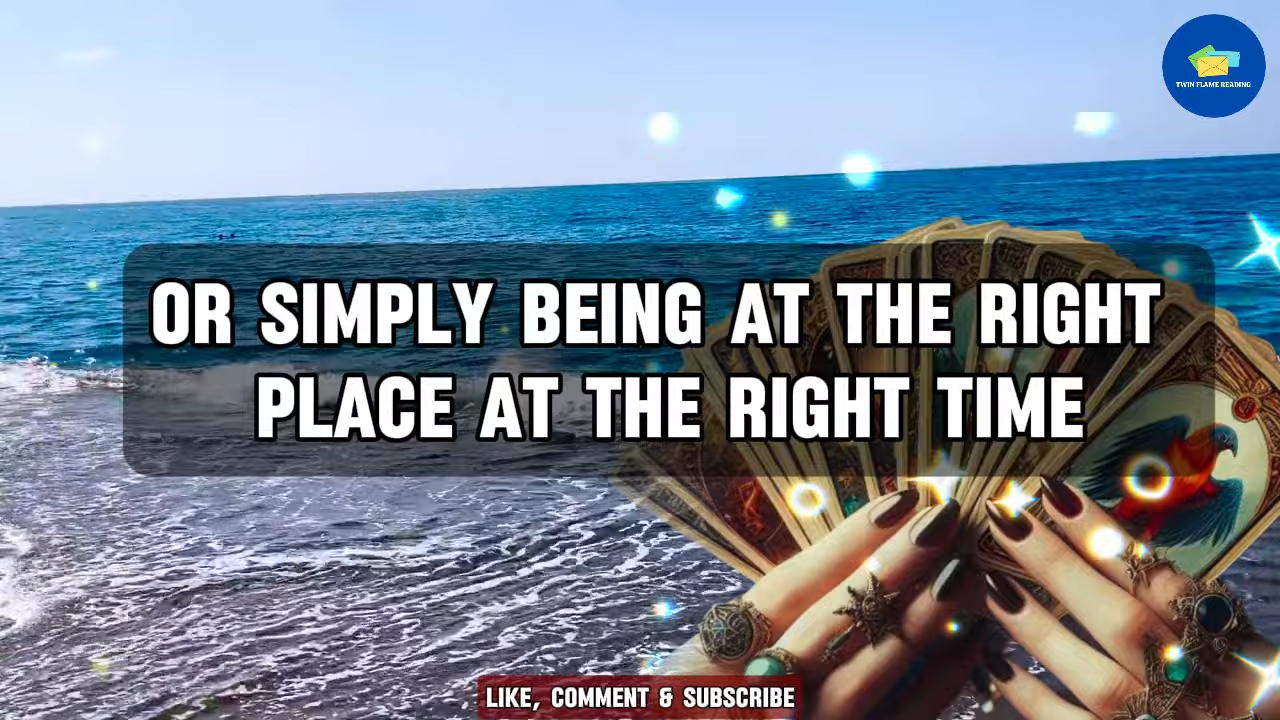 TWIN FLAME READING
OR SIMPLY BEING AT THE RIGHT
PLACE AT THE RIGHT TIME
LIKE, COMMENT & SUBSCRIBE